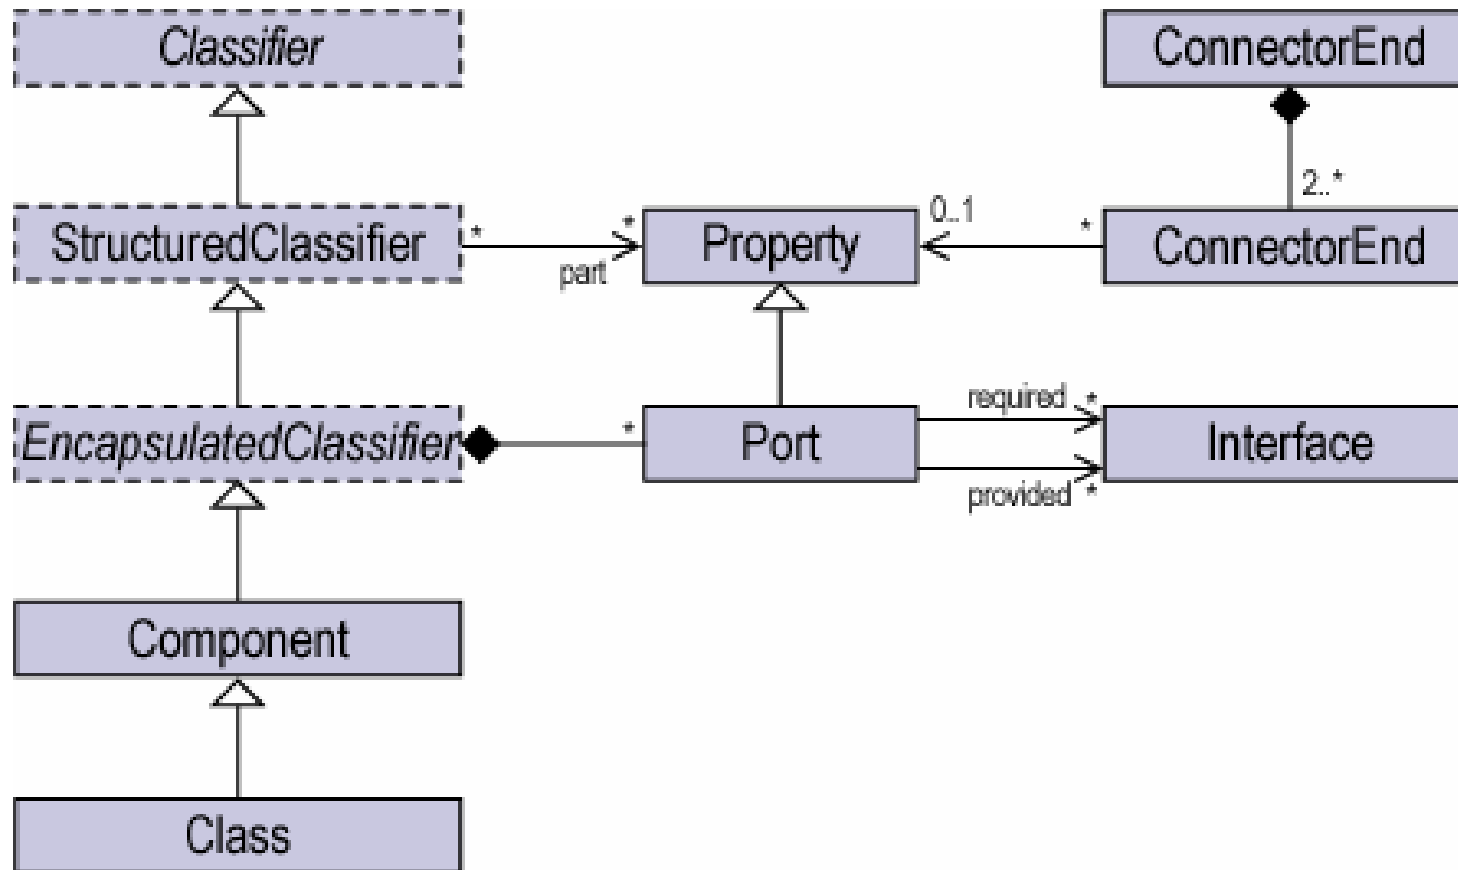 Classifier
ConnectorEnd
2..*
StructuredClassifier
*
*
part
Property
0..1
*
ConnectorEnd
EncapsulatedClassifier
*
Port
required
*
provided
*
Interface
Component
Class